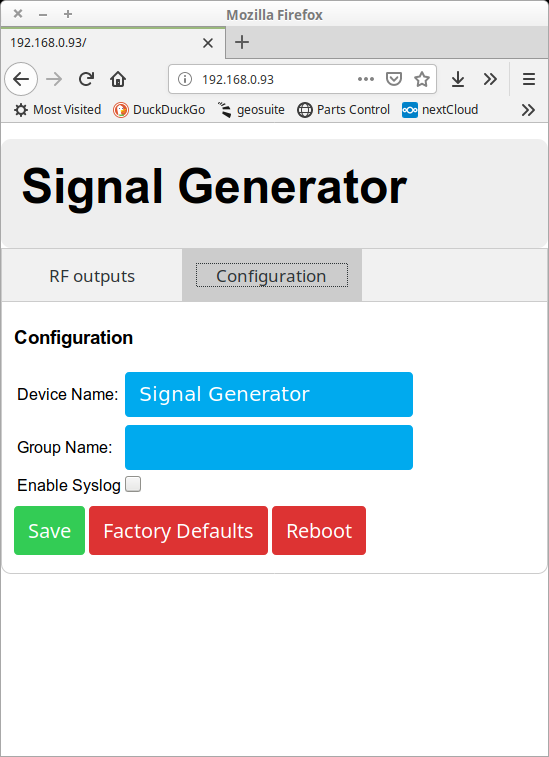 Mozilla Firefox
192.168.0.93/
192.168.0.93
Most Visited DuckDuckGo geosuite Parts Control nextCloud
Signal Generator
RF outputs Configuration
Configuration
Device Name: Signal Generator
Group Name:
Enable Syslog
Save Factory Defaults Reboot